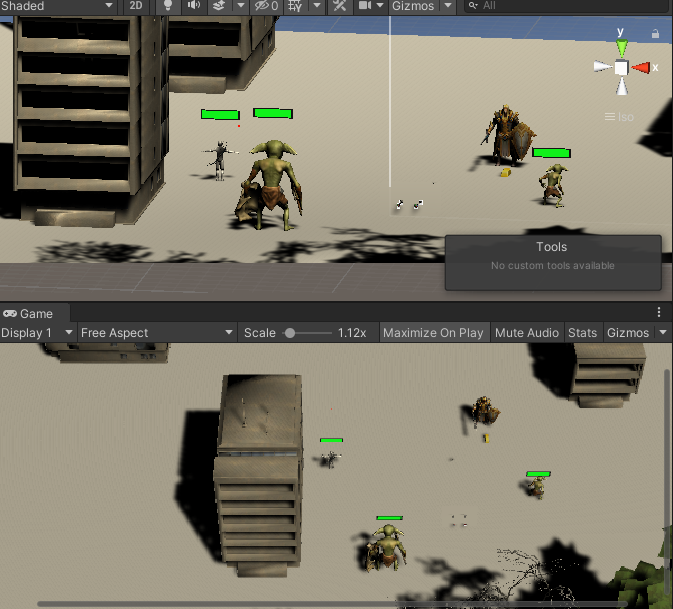 Shaded 2D 0 Gizmos All
y
x
Iso
Tools
No custom tools available
Game
Display 1 Free Aspect Scale 1.12x Maximize On Play Mute Audio Stats Gizmos